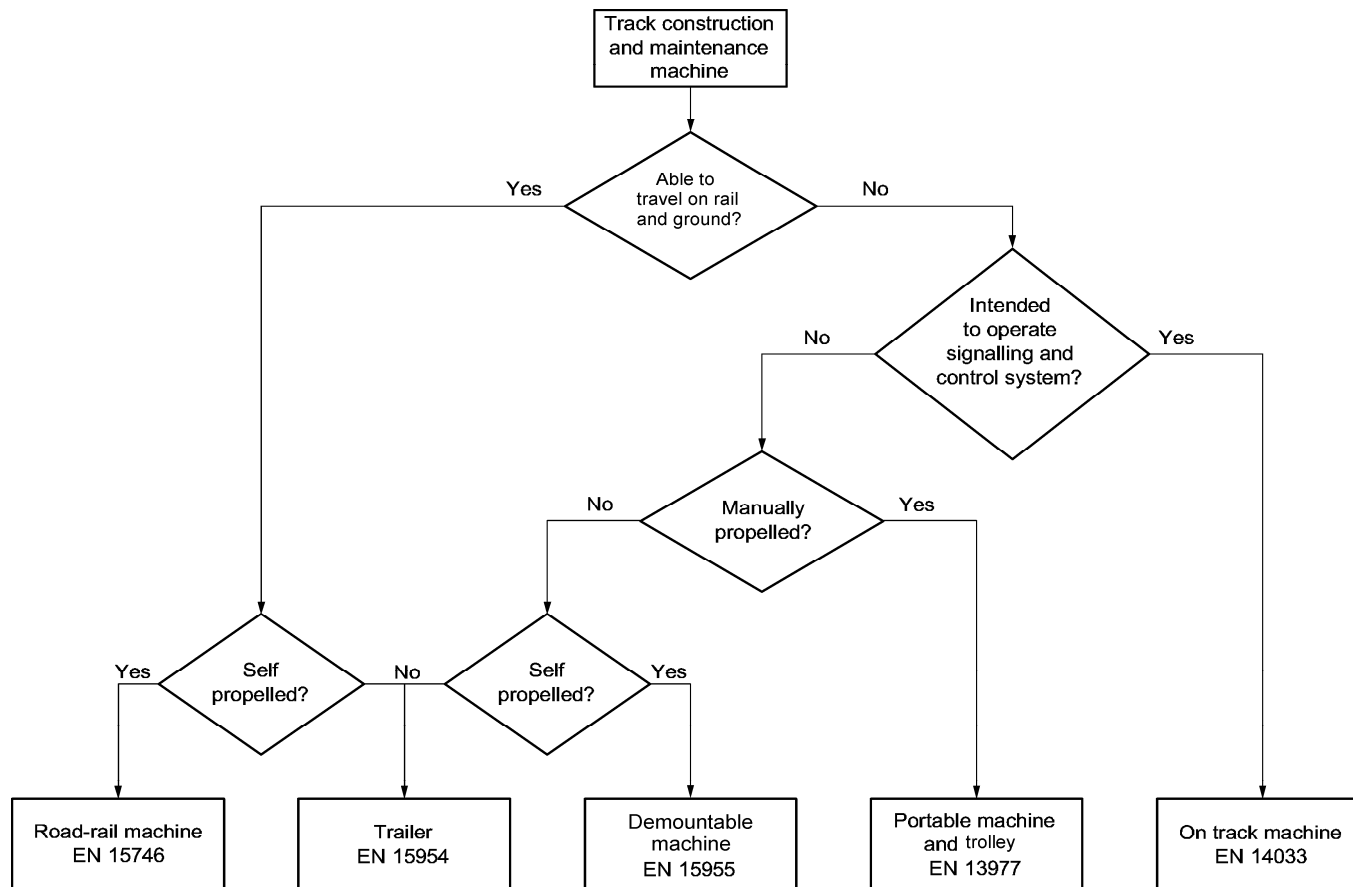 Track construction
and maintenance
machine
Yes
Able to
travel on rail
and ground?
No
No
Intended
to operate
signalling and
control system?
Yes
No
Manually
propelled?
Yes
Yes
Self
propelled?
No
Self
propelled?
Yes
Road-rail machine
EN 15746
Trailer
EN 15954
Demountable
machine
EN 15955
Portable machine
and trolley
EN 13977
On track machine
EN 14033